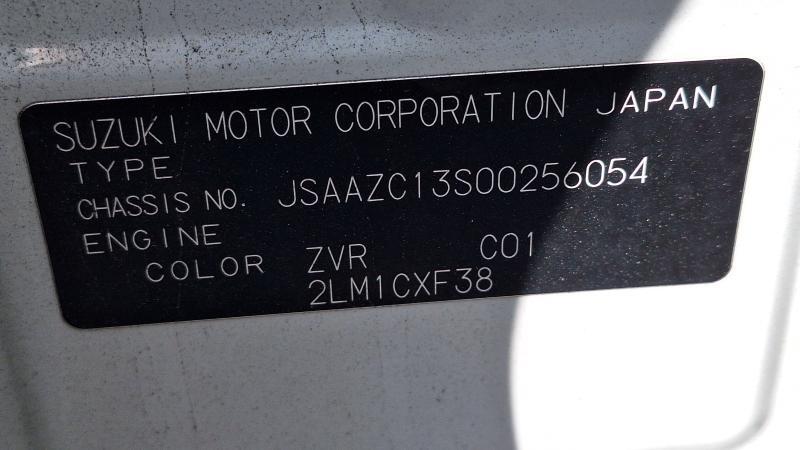 SUZUKI MOTOR CORPORATION JAPAN
TYPE
CHASSIS NO. JSAAZC13S00256054
ENGINE
COLOR ZVR C01
2LM1CXF38